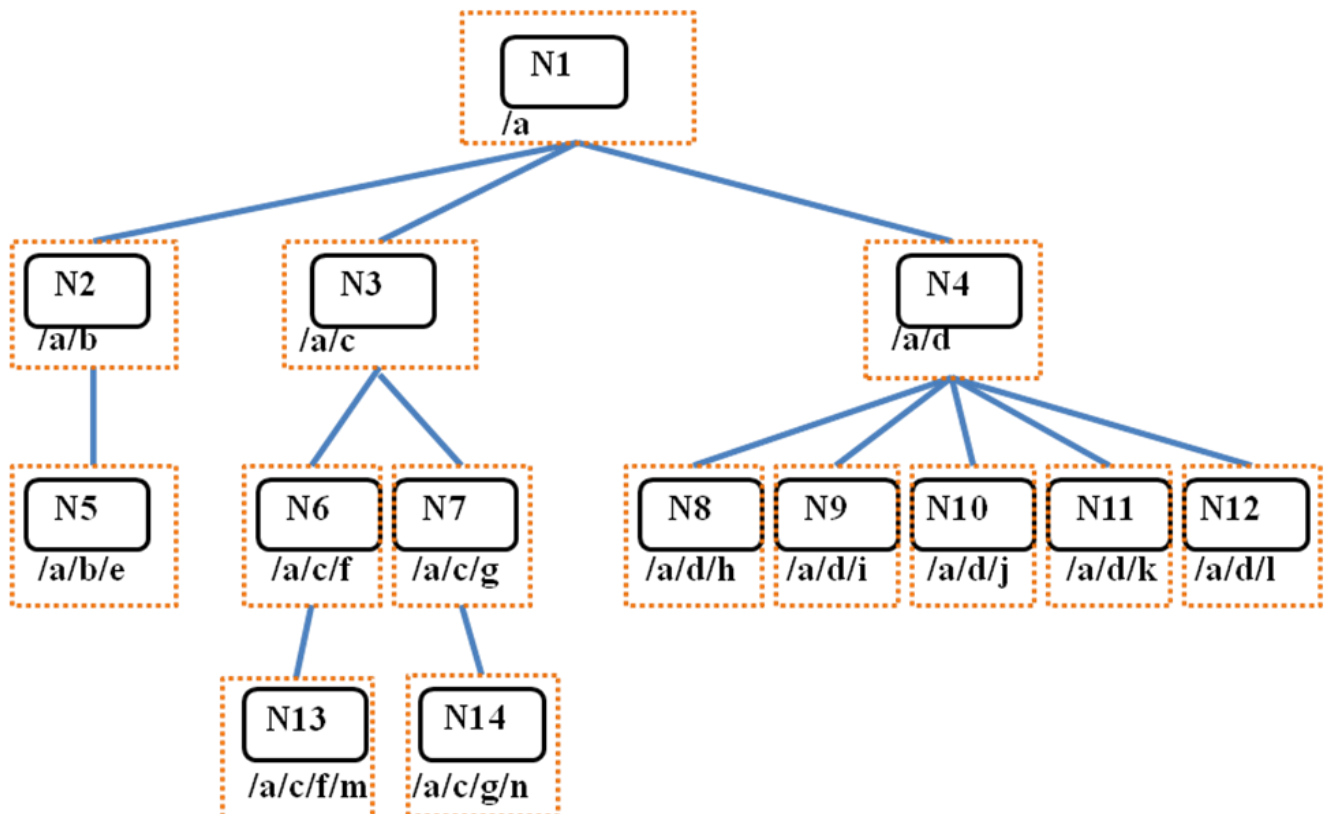 N1
/a
N2
/a/b
N3
/a/c
N4
/a/d
N5
/a/b/e
N6
/a/c/f
N7
/a/c/g
N8
/a/d/h
N9
/a/d/i
N10
/a/d/j
N11
/a/d/k
N12
/a/d/l
N13
/a/c/f/m
N14
/a/c/g/n